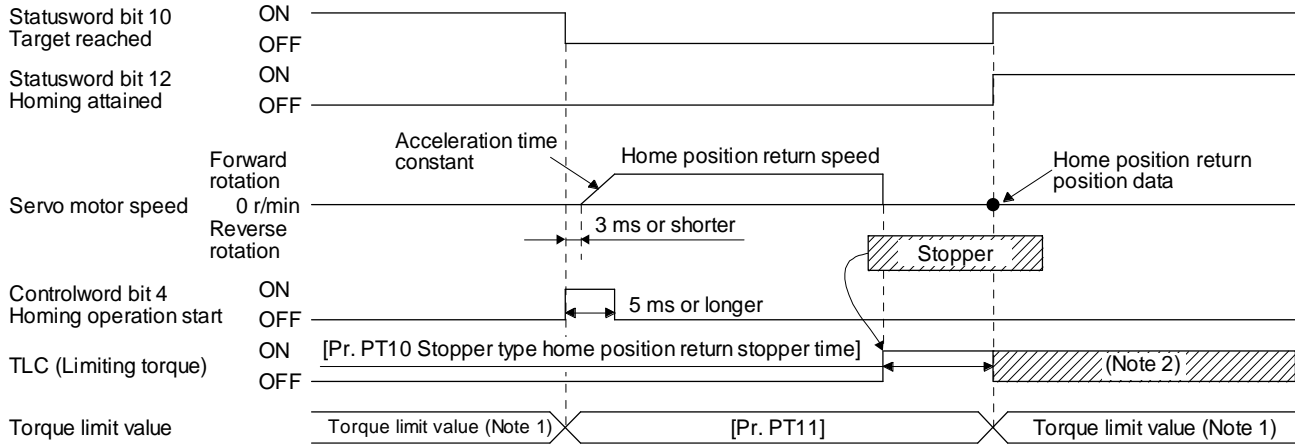 Statusword bit 10
Target reached
ON
OFF
Statusword bit 12
Homing attained
ON
OFF
Servo motor speed
Forward
rotation
0 r/min
Reverse
rotation
Acceleration time
constant
Home position return speed
Home position return
position data
3 ms or shorter
Stopper
Controlword bit 4
Homing operation start
ON
OFF
5 ms or longer
TLC (Limiting torque)
ON
OFF
[Pr. PT10 Stopper type home position return stopper time]
(Note 2)
Torque limit value
Torque limit value (Note 1)
[Pr. PT11]
Torque limit value (Note 1)